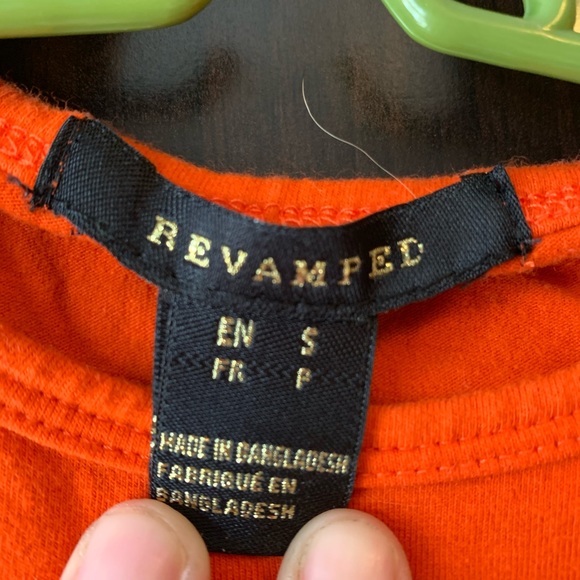 REVAMPED
EN S
FR P
MADE IN BANGLADESH
FABRIQUÉ EN
BANGLADESH